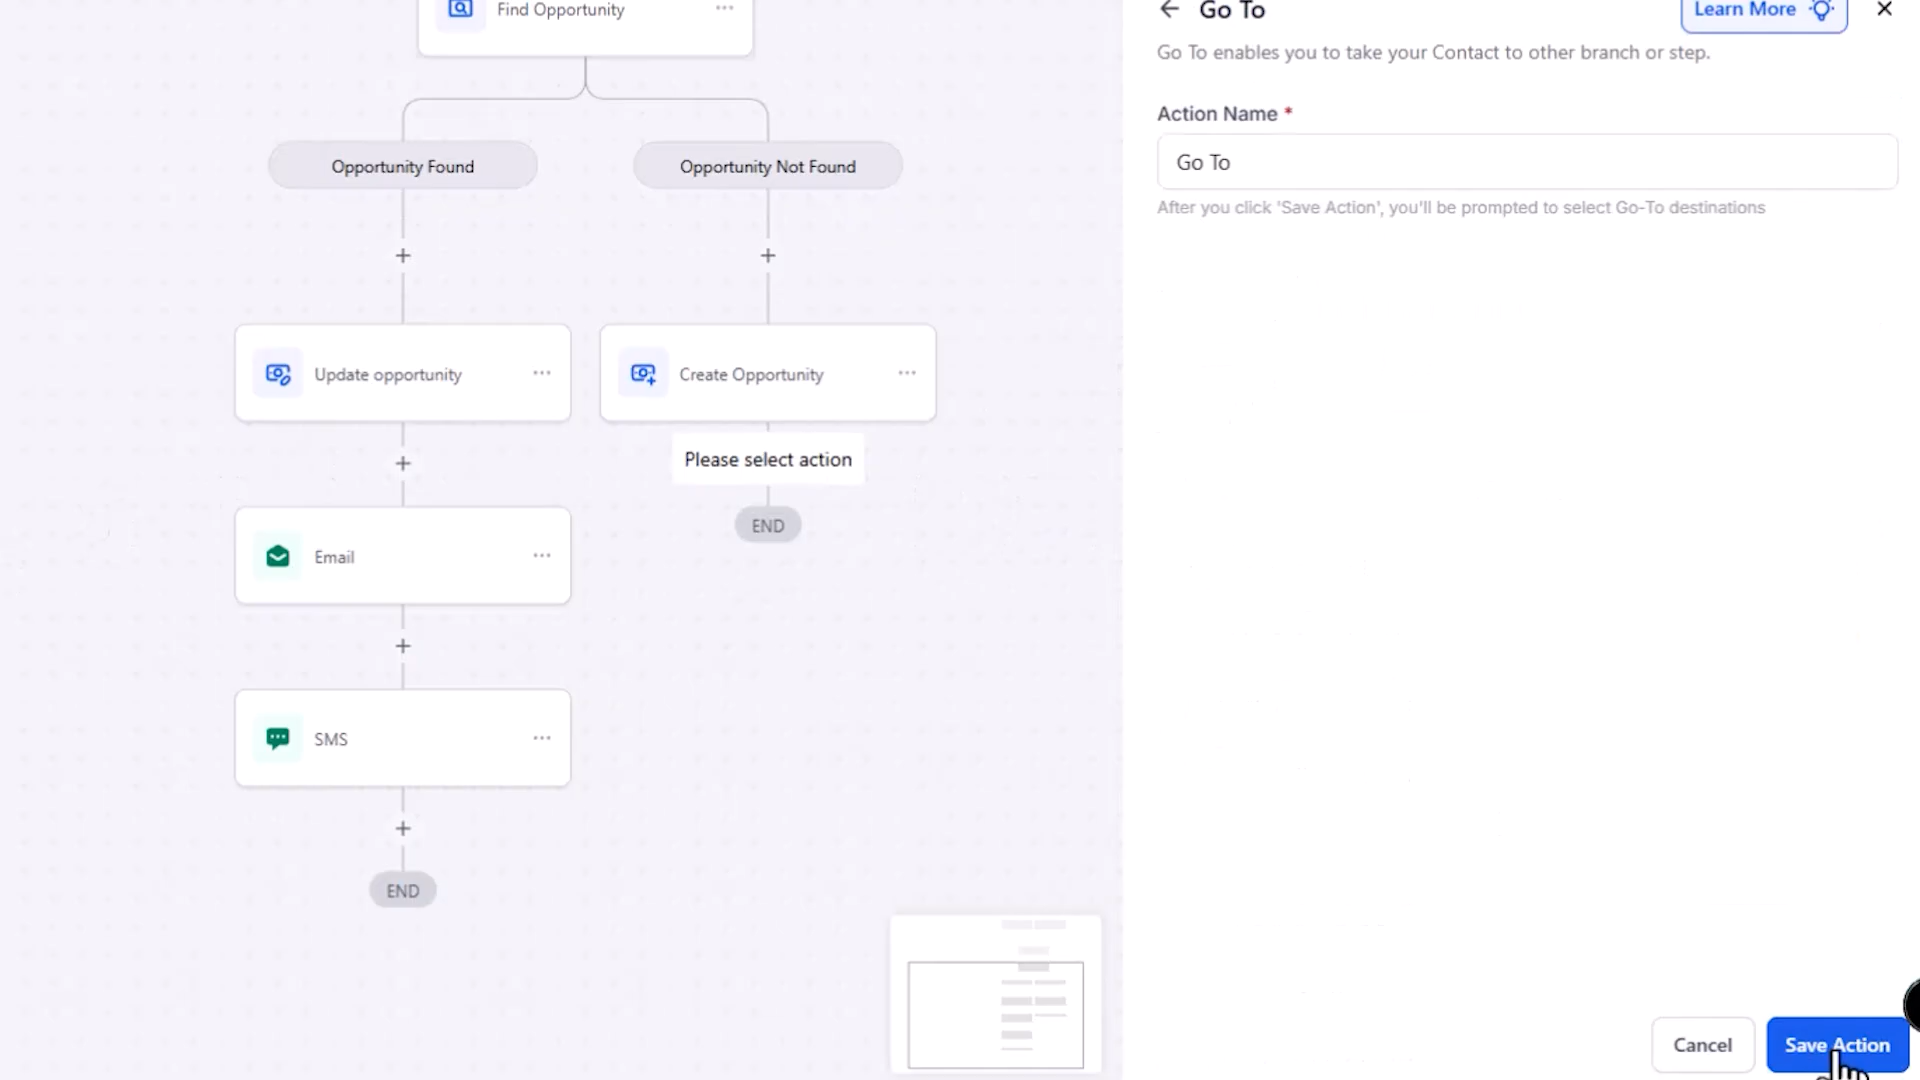 Find Opportunity
Opportunity Found
Opportunity Not Found
Update opportunity
Create Opportunity
Please select action
END
Email
SMS
END
Go To
Learn More
Go To enables you to take your Contact to other branch or step.
Action Name *
Go To
After you click 'Save Action', you'll be prompted to select Go-To destinations
Cancel
Save Action